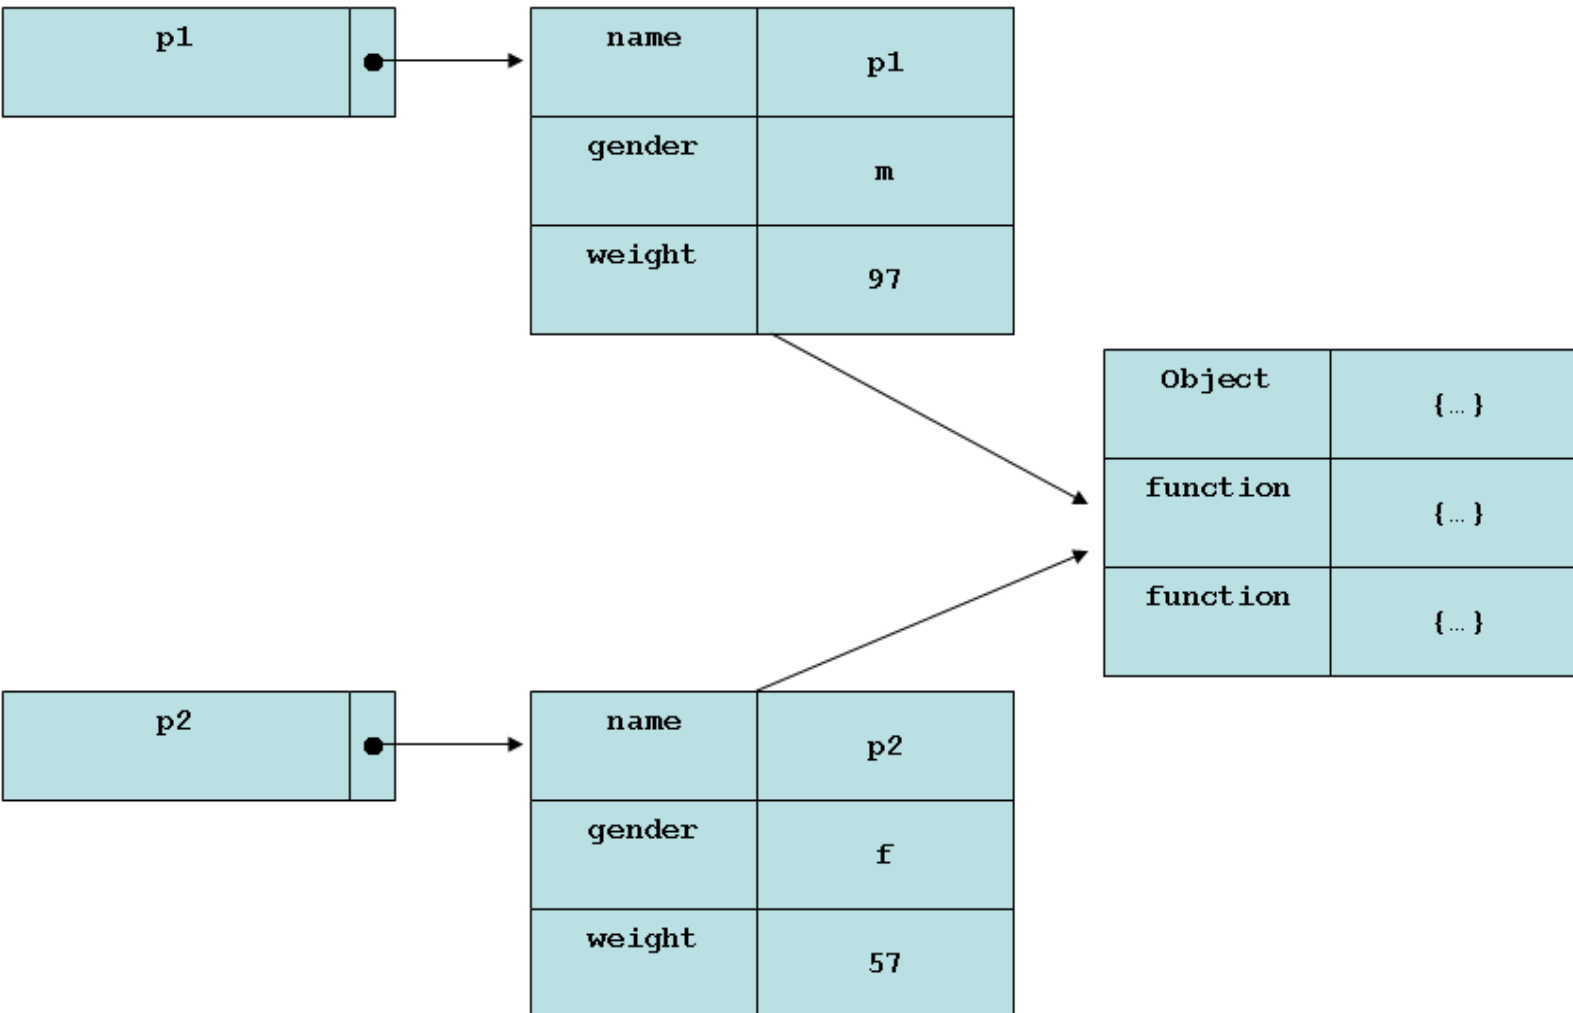 p1
name
p1
gender
m
weight
97
Object
{...}
function
{...}
function
{...}
p2
name
p2
gender
f
weight
57